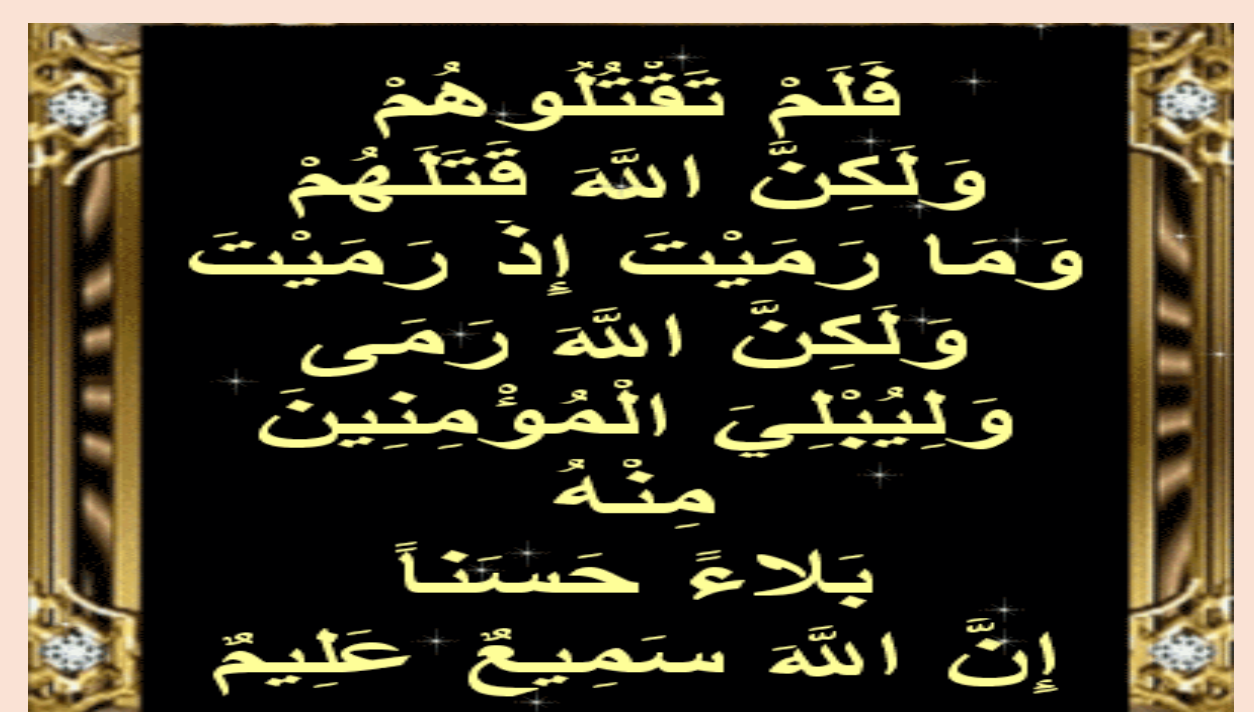 فَلَمْ تَقْتُلُوهُمْ
وَلَكِنَّ اللَّهَ قَتَلَهُمْ
وَمَا رَمَيْتَ إِذْ رَمَيْتَ
وَلَكِنَّ اللَّهَ رَمَى
وَلِيُبْلِيَ الْمُؤْمِنِينَ
مِنْهُ
بَلاءً حَسَناً
إِنَّ اللَّهَ سَمِيعٌ عَلِيمٌ